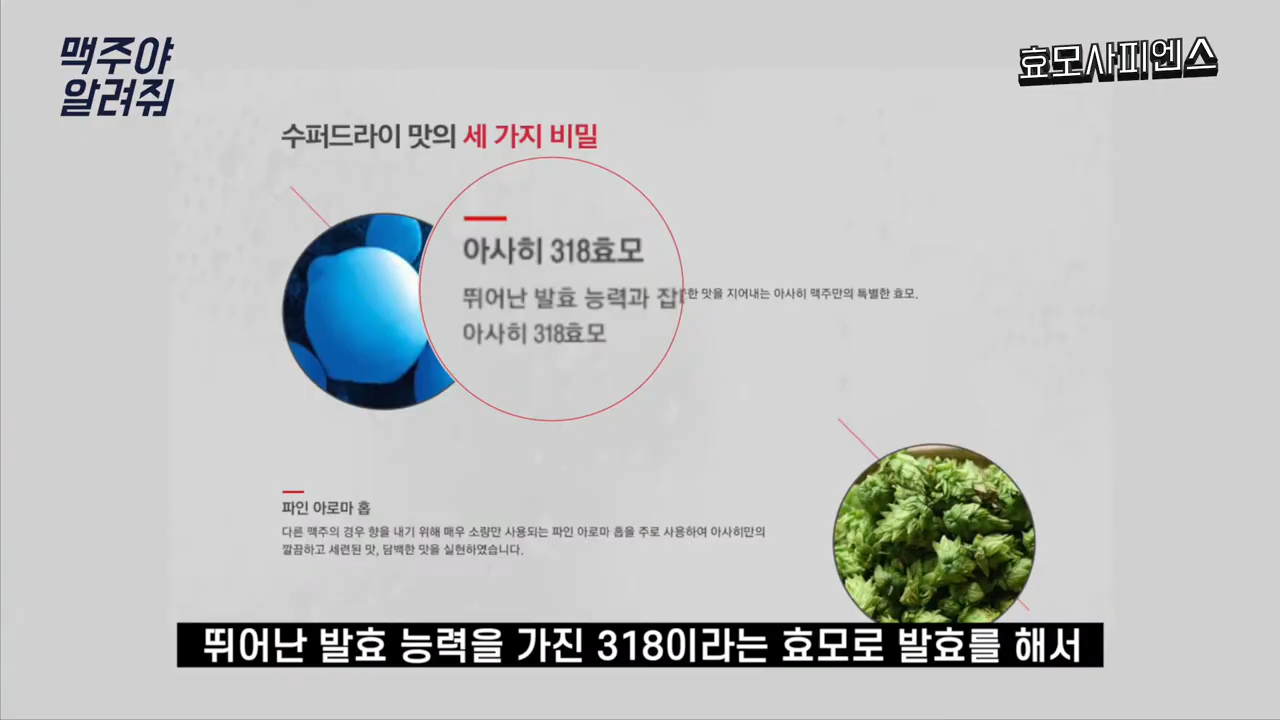 맥주야
알려줘
효모사피엔스
수퍼드라이 맛의 세 가지 비밀
아사히 318효모
뛰어난 발효 능력과 잡
한 맛을 지어내는 아사히 맥주만의 특별한 효모.
아사히 318효모
파인 아로마 홉
다른 맥주의 경우 향을 내기 위해 매우 소량만 사용되는 파인 아로마 홉을 주로 사용하여 아사히만의
깔끔하고 세련된 맛, 담백한 맛을 실현하였습니다.
뛰어난 발효 능력을 가진 318이라는 효모로 발효를 해서